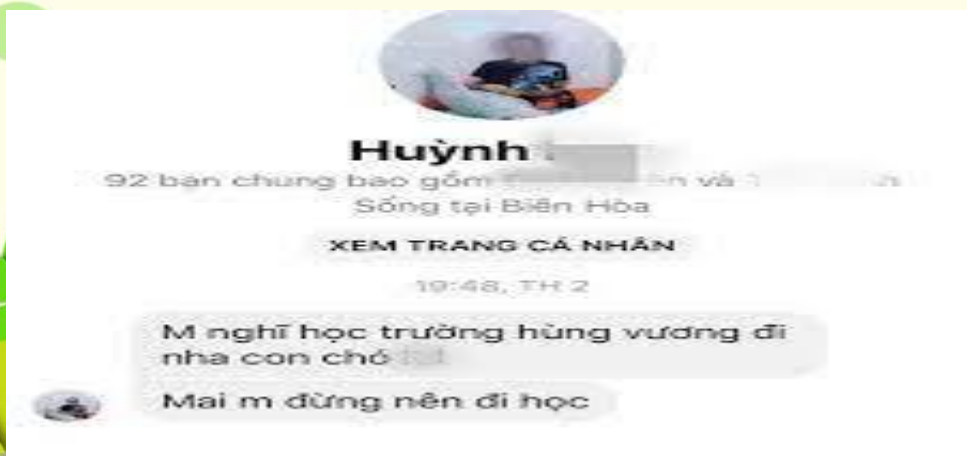 Huỳnh
92 bạn chung bao gồm và
Sống tại Biên Hòa
XEM TRANG CÁ NHÂN
19:48, TH 2
M nghĩ học trường hùng vương đi
nha con chó
Mai m đừng nên đi học